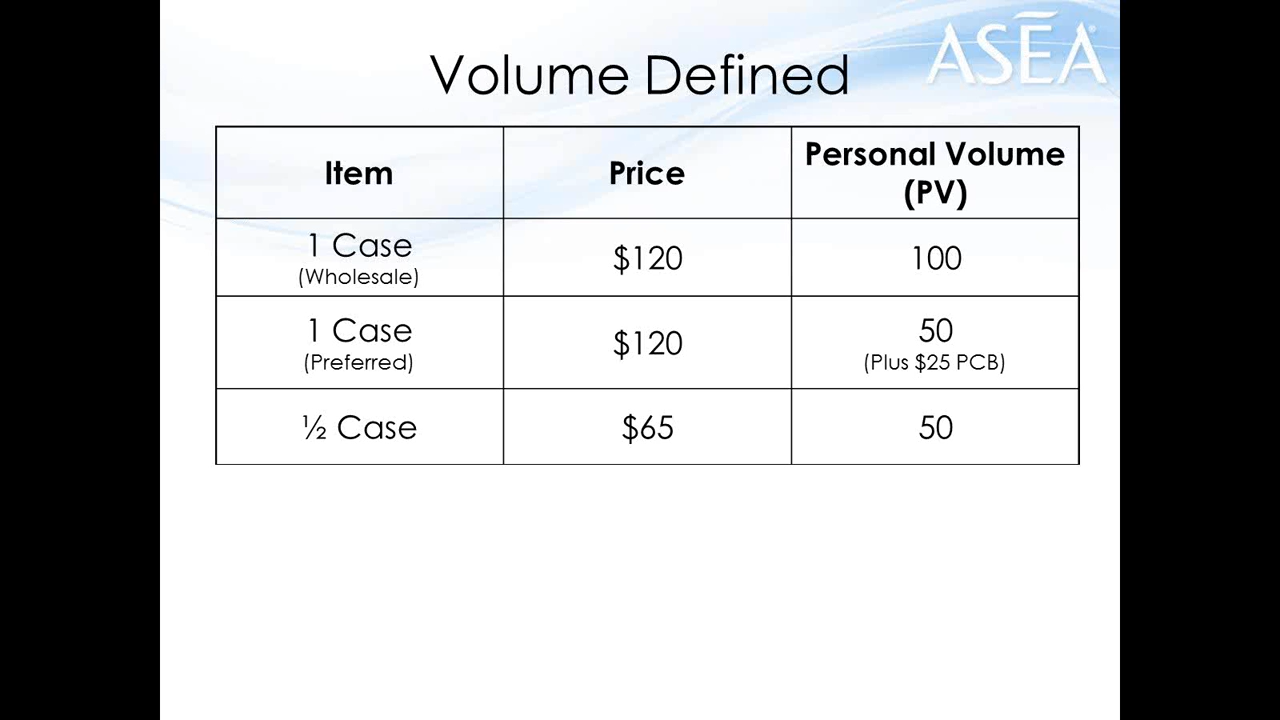 ASEA®
Volume Defined
Item
Price
Personal Volume
(PV)
1 Case
(Wholesale)
$120
100
1 Case
(Preferred)
$120
50
(Plus $25 PCB)
½ Case
$65
50